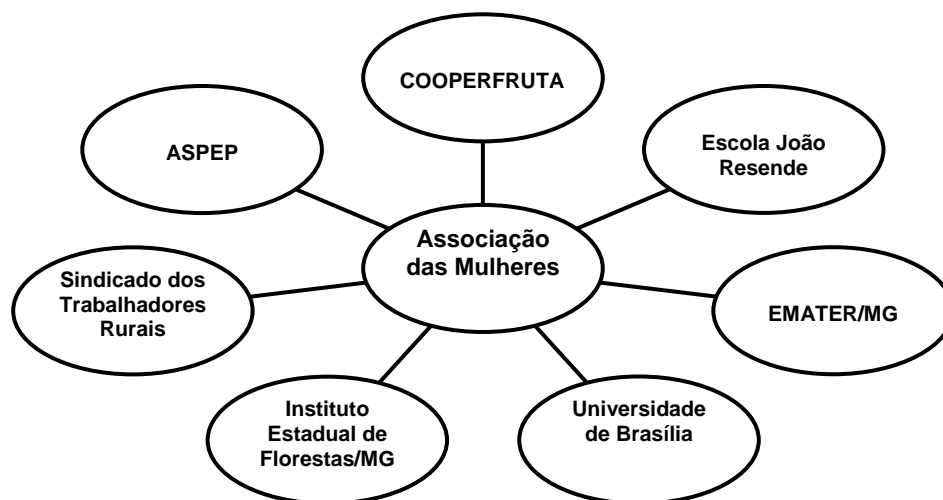 COOPERFRUTA
ASPEP
Escola João
Resende
Associação
das Mulheres
Sindicado dos
Trabalhadores
Rurais
EMATER/MG
Instituto
Estadual de
Florestas/MG
Universidade
de Brasília